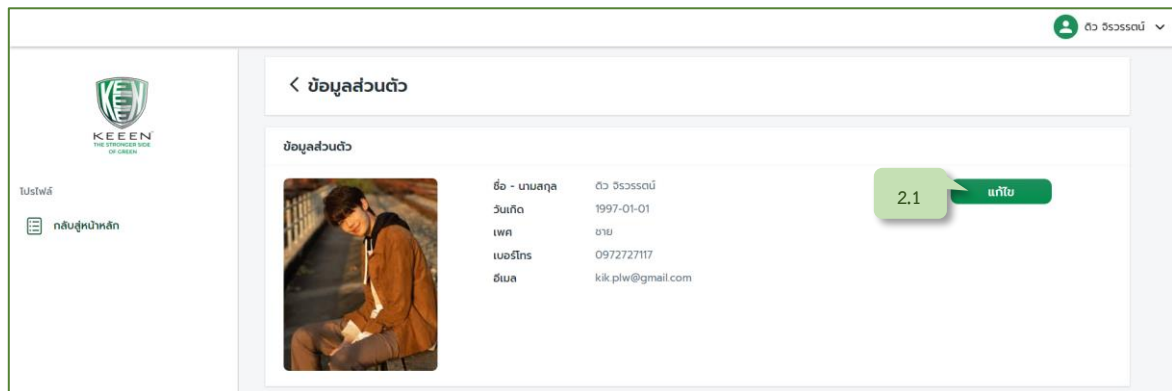 ดิว จิรวรรตน์
KEEEN
THE STRONGER SIDE
OF GREEN
โปรไฟล์
กลับสู่หน้าหลัก
ข้อมูลส่วนตัว
ข้อมูลส่วนตัว
ชื่อ - นามสกุล ดิว จิรวรรตน์
วันเกิด 1997-01-01
เพศ ชาย
เบอร์โทร 0972727117
อีเมล kik.plw@gmail.com
2.1
แก้ไข